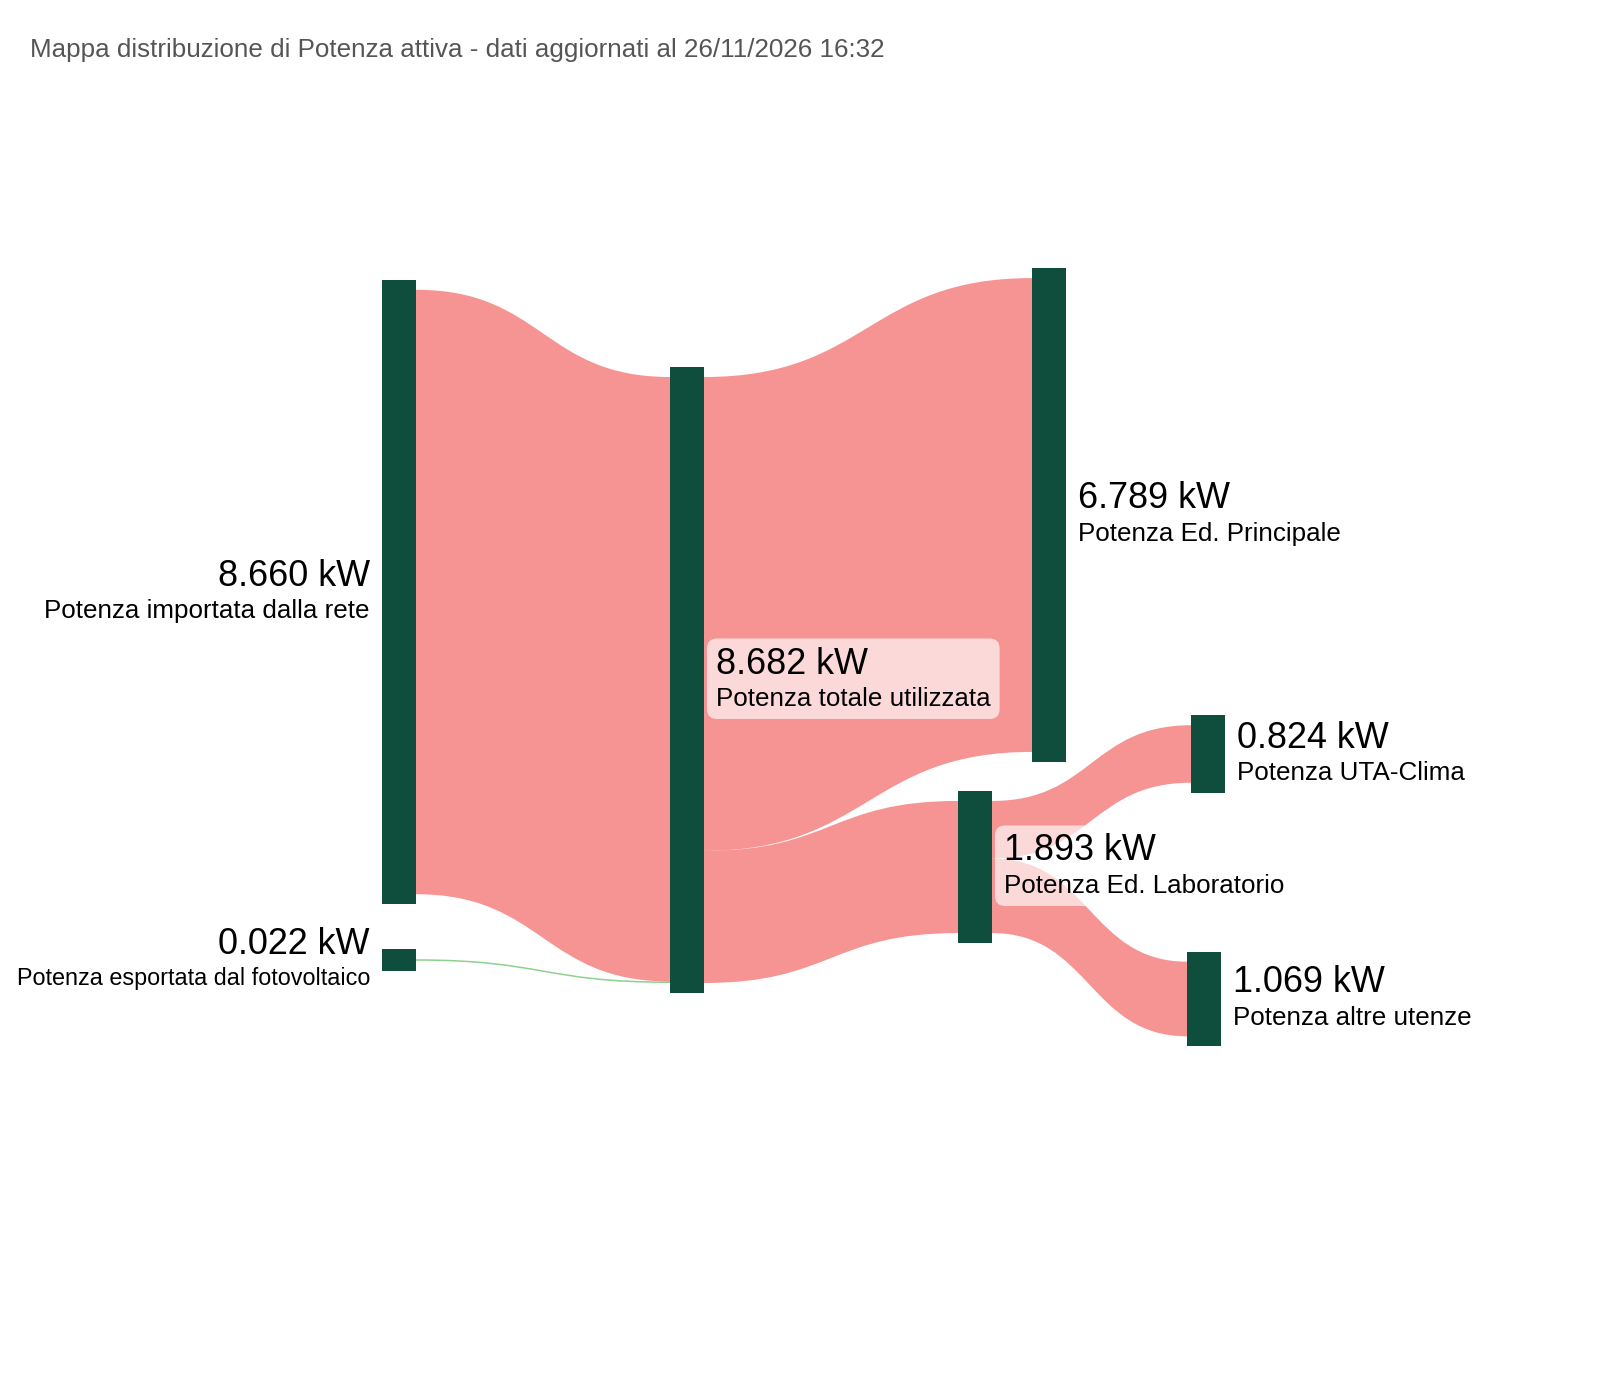 Mappa distribuzione di Potenza attiva - dati aggiornati al 26/11/2026 16:32
8.660 kW
Potenza importata dalla rete
0.022 kW
Potenza esportata dal fotovoltaico
8.682 kW
Potenza totale utilizzata
6.789 kW
Potenza Ed. Principale
1.893 kW
Potenza Ed. Laboratorio
0.824 kW
Potenza UTA-Clima
1.069 kW
Potenza altre utenze